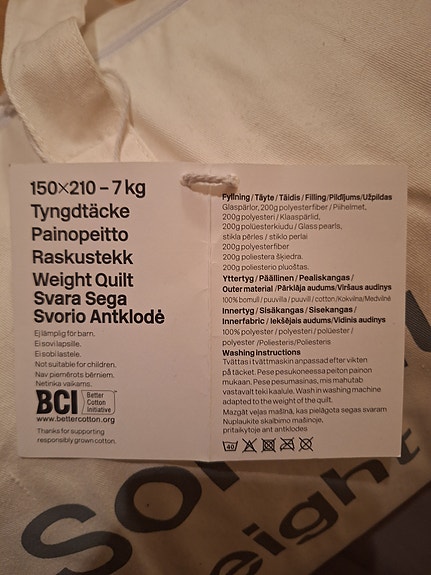 150×210 – 7 kg
Tyngdtäcke
Painopeitto
Raskustekk
Weight Quilt
Svara Sega
Svorio Antklodė
Ej lämplig för barn.
Ei sovi lapsille.
Ei sobi lastele.
Not suitable for children.
Nav piemērots bērniem.
Netinka vaikams.
BCI Better
Cotton
Initiative
www.bettercotton.org
Thanks for supporting
responsibly grown cotton.
Fyllning / Täyte / Täidis / Filling / Pildījums / Užpildas
Glaspärlor, 200g polyesterfiber / Piihelmet,
200g polyesteri / Klaaspärlid,
200g polüesterkiudu / Glass pearls,
stikla pērles / stiklo perlai
200g polyesterfiber
200g poliestera šķiedra.
200g poliesterio pluoštas.
Yttertyg / Päällinen / Pealiskangas /
Outer material / Pārklāja audums / Viršaus audinys
100% bomull / puuvilla / puuvill / cotton / Kokvilna / Medvilnė
Innertyg / Sisäkangas / Sisekangas /
Innerfabric / Iekšējais audums / Vidinis audinys
100% polyester / polyesteri / polüester /
polyester / Poliesteris / Poliesteris
Washing instructions
Tvättas i tvättmaskin anpassad efter vikten
på täcket. Pese pesukoneessa peiton painon
mukaan. Pese pesumasinas, mis mahutab
vastavalt teki kaalule. Wash in washing machine
adapted to the weight of the quilt.
Mazgāt veļas mašīnā, kas pielāgota segas svaram
Nuplaukite skalbimo mašinoje,
pritaikytoje ant antklodes
40
eight